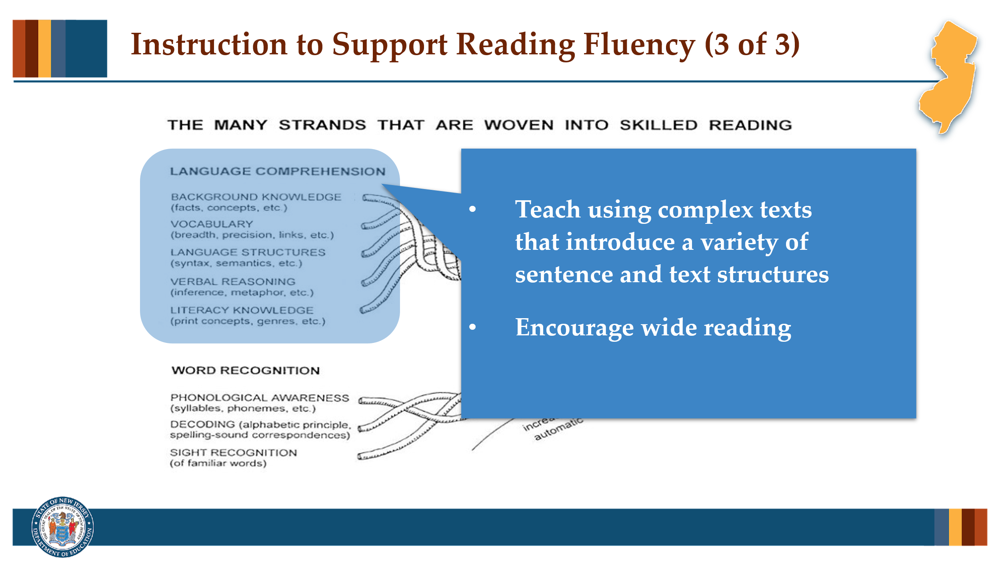 Instruction to Support Reading Fluency (3 of 3)
THE MANY STRANDS THAT ARE WOVEN INTO SKILLED READING
LANGUAGE COMPREHENSION
BACKGROUND KNOWLEDGE
(facts, concepts, etc.)
VOCABULARY
(breadth, precision, links, etc.)
LANGUAGE STRUCTURES
(syntax, semantics, etc.)
VERBAL REASONING
(inference, metaphor, etc.)
LITERACY KNOWLEDGE
(print concepts, genres, etc.)
• Teach using complex texts
that introduce a variety of
sentence and text structures
• Encourage wide reading
WORD RECOGNITION
PHONOLOGICAL AWARENESS
(syllables, phonemes, etc.)
DECODING (alphabetic principle,
spelling-sound correspondences)
SIGHT RECOGNITION
(of familiar words)
STATE OF NEW JERSEY
DEPARTMENT OF EDUCATION
THE GREAT SEAL OF THE STATE OF NEW JERSEY